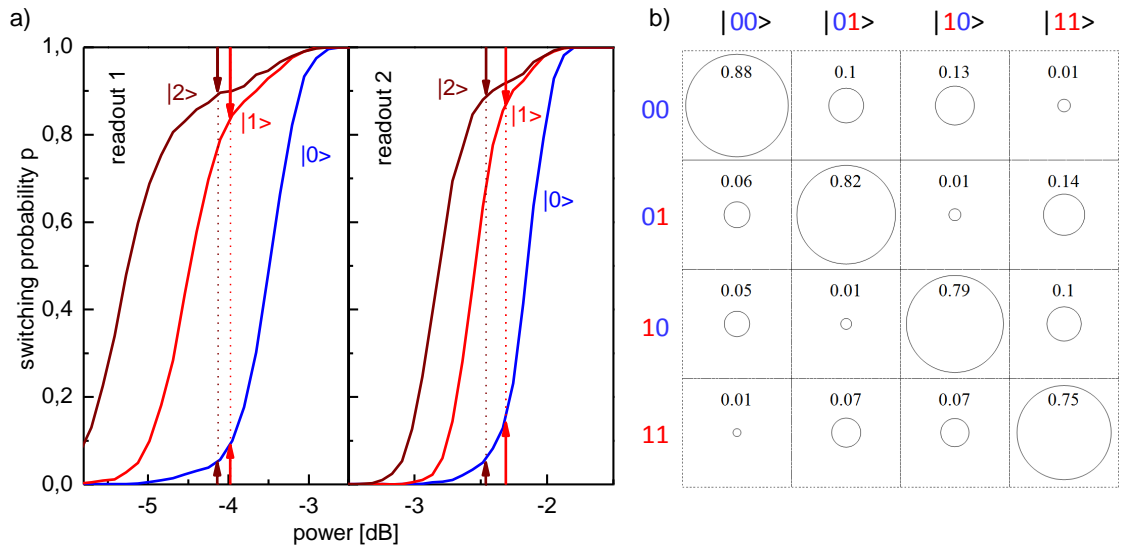 a)
1,0
0,8
0,6
0,4
0,2
0,0
switching probability p
readout 1
|2>
|1>
|0>
readout 2
|2>
|1>
|0>
-5 -4 -3 -3 -2
power [dB]
b)
|00> |01> |10> |11>
00 0.88 0.1 0.13 0.01
01 0.06 0.82 0.01 0.14
10 0.05 0.01 0.79 0.1
11 0.01 0.07 0.07 0.75